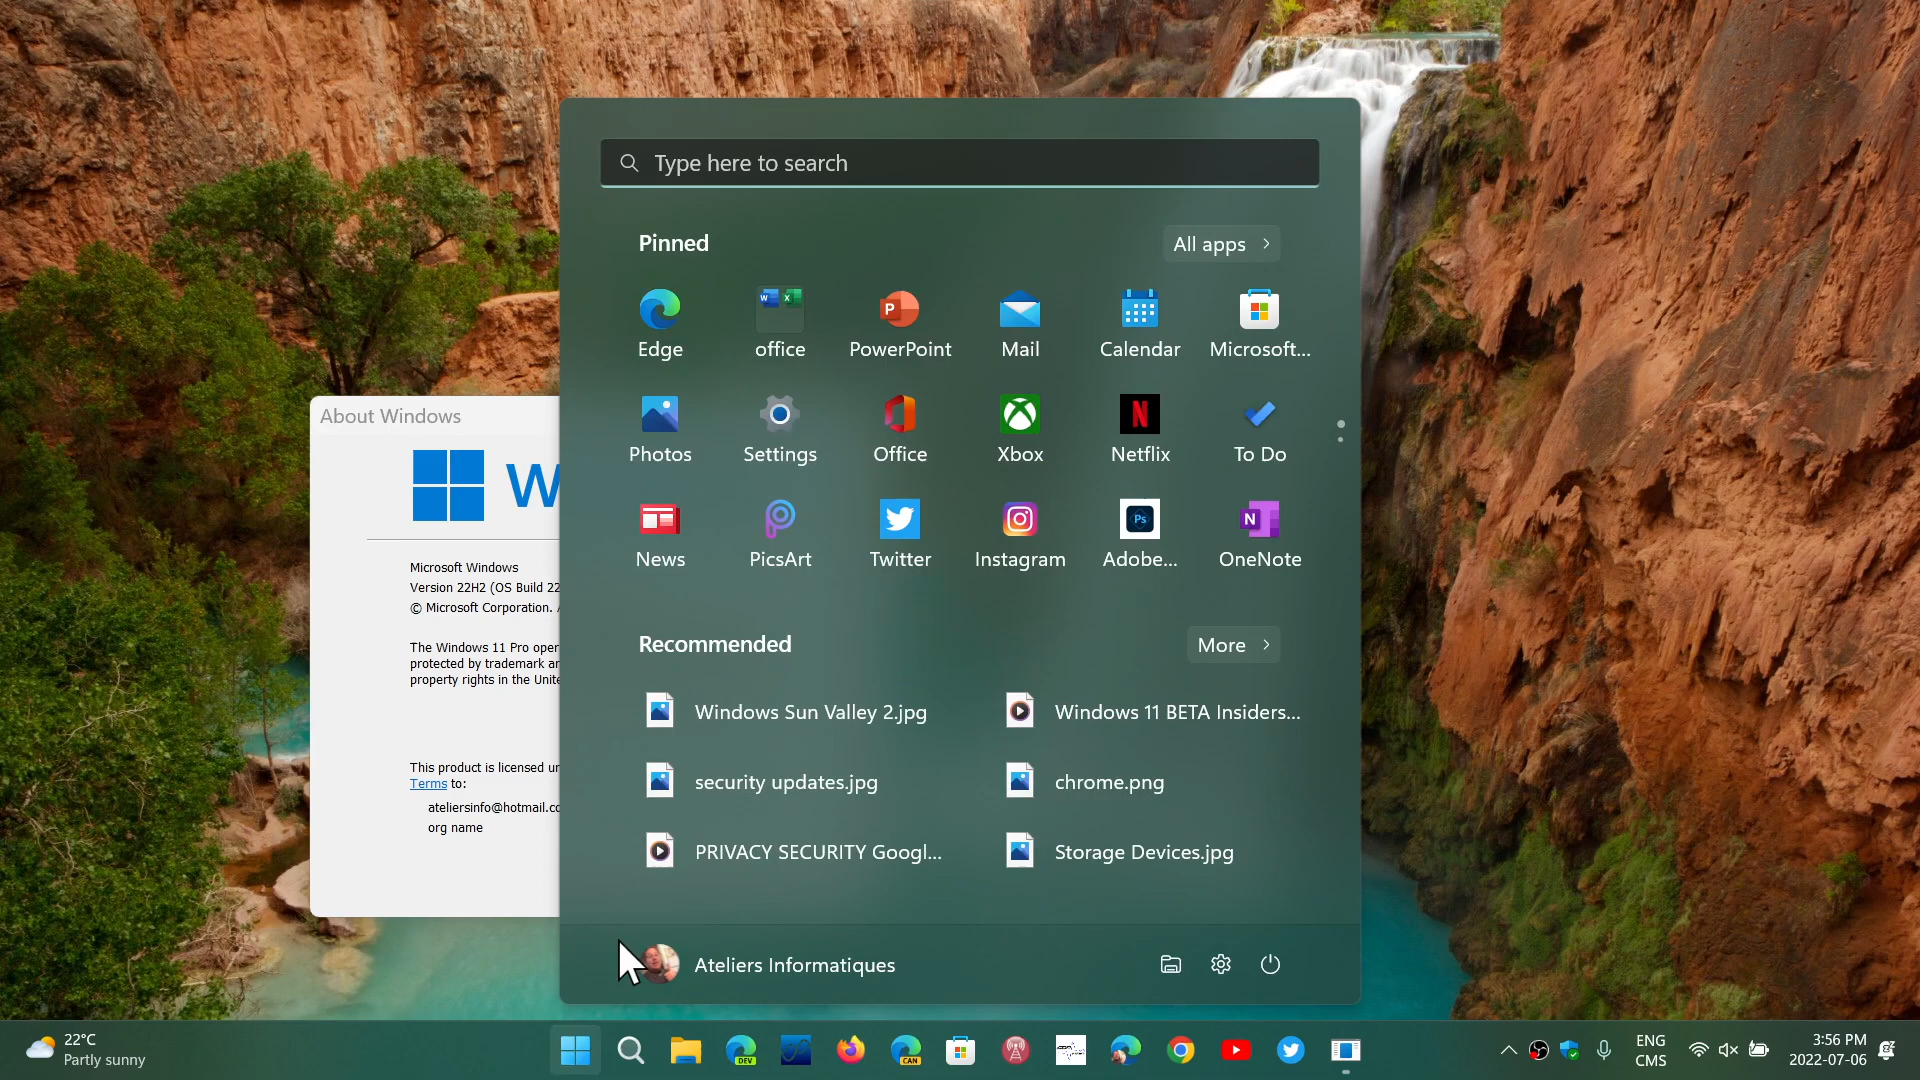 Type here to search
Pinned
All apps
Edge
office
PowerPoint
Mail
Calendar
Microsoft...
Photos
Settings
Office
Xbox
Netflix
To Do
News
PicsArt
Twitter
Instagram
Adobe...
OneNote
Recommended
More
Windows Sun Valley 2.jpg
Windows 11 BETA Insiders...
security updates.jpg
chrome.png
PRIVACY SECURITY Googl...
Storage Devices.jpg
Ateliers Informatiques
About Windows
W
Microsoft Windows
Version 22H2 (OS Build 22
© Microsoft Corporation.
The Windows 11 Pro oper
protected by trademark an
property rights in the Unite
This product is licensed un
Terms to:
ateliersinfo@hotmail.co
org name
22°C
Partly sunny
DEV
CAN
ENG
CMS
3:56 PM
2022-07-06